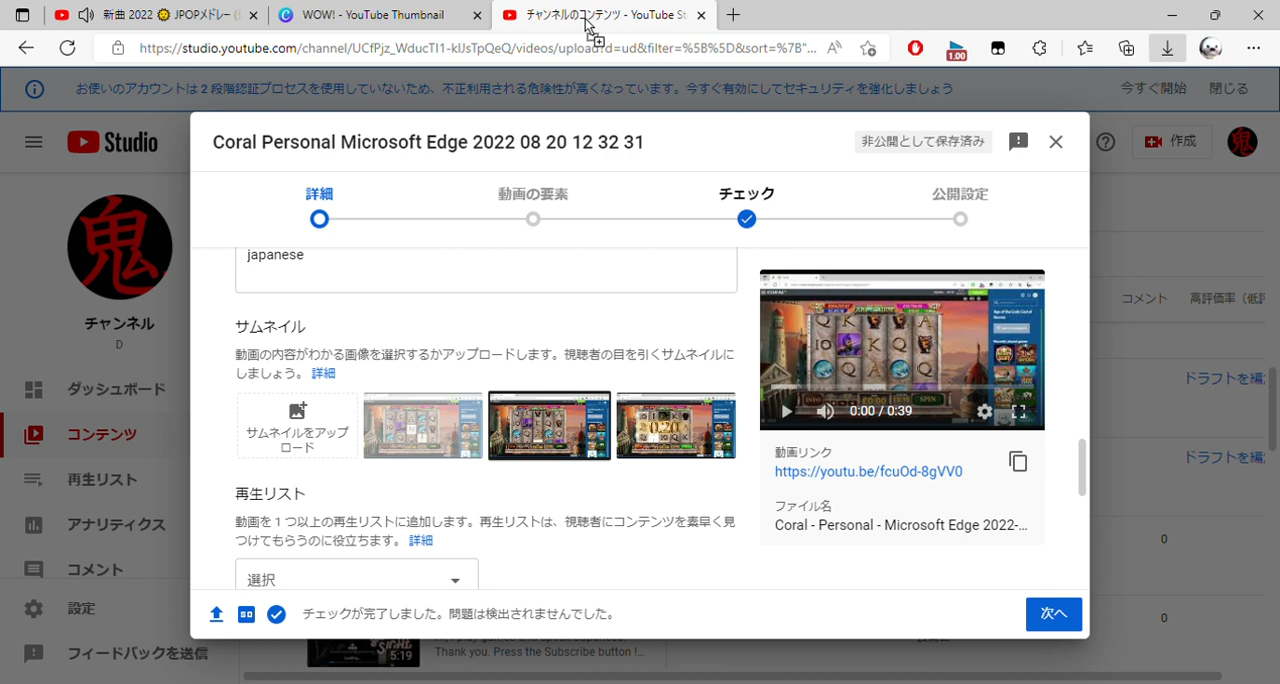 新曲 2022 🌞 JPOPメドレー
WOW! - YouTube Thumbnail
チャンネルのコンテンツ - YouTube St
https://studio.youtube.com/channel/UCfPjz_WducTI1-kIJsTpQeQ/videos/upload?d=ud&filter=%5B%5D&sort=%7B"...
1.00
お使いのアカウントは 2 段階認証プロセスを使用していないため、不正利用される危険性が高くなっています。今すぐ有効にしてセキュリティを強化しましょう
今すぐ開始
閉じる
Studio
作成
鬼
Coral Personal Microsoft Edge 2022 08 20 12 32 31
非公開として保存済み
詳細
動画の要素
チェック
公開設定
japanese
サムネイル
動画の内容がわかる画像を選択するかアップロードします。視聴者の目を引くサムネイルに
しましょう。 詳細
サムネイルをアップ
ロード
再生リスト
動画を 1 つ以上の再生リストに追加します。再生リストは、視聴者にコンテンツを素早く見
つけてもらうのに役立ちます。 詳細
選択
0:00 / 0:39
動画リンク
https://youtu.be/fcuOd-8gVV0
ファイル名
Coral - Personal - Microsoft Edge 2022-...
SD
チェックが完了しました。問題は検出されませんでした。
次へ
鬼
チャンネル
D
ダッシュボード
コンテンツ
再生リスト
アナリティクス
コメント
設定
フィードバックを送信
コメント
高評価率（低評
ドラフトを編
ドラフトを編
0
0
5:19
Thank you. Press the Subscribe button !...